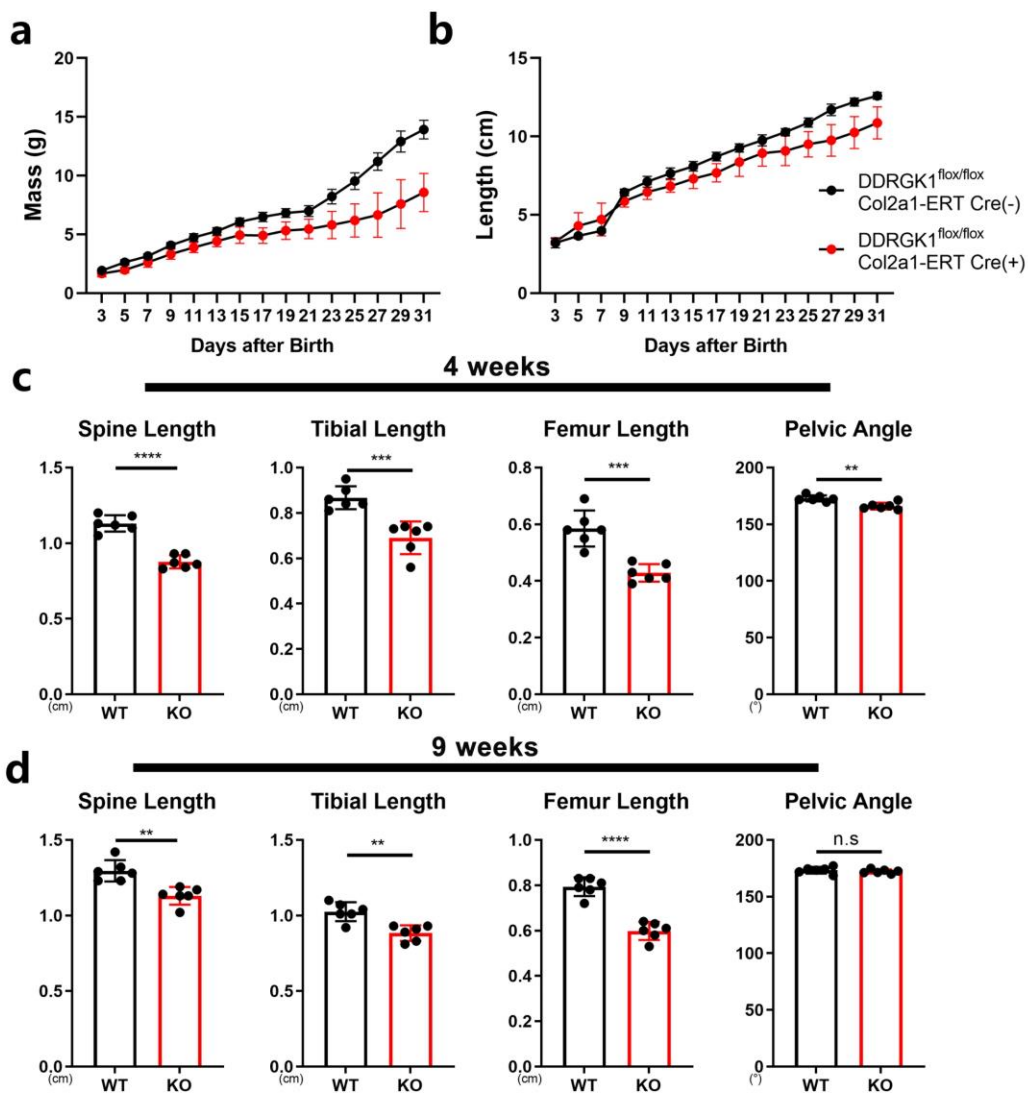 a
20
15
10
5
0
Mass (g)
3 5 7 9 11 13 15 17 19 21 23 25 27 29 31
Days after Birth
b
15
10
5
0
Length (cm)
3 5 7 9 11 13 15 17 19 21 23 25 27 29 31
Days after Birth
DDRGK1flox/flox
Col2a1-ERT Cre(-)
DDRGK1flox/flox
Col2a1-ERT Cre(+)
c
4 weeks
Spine Length
****
1.5
1.0
0.5
0.0
(cm)
WT KO
Tibial Length
***
1.0
0.8
0.6
0.4
0.2
0.0
(cm)
WT KO
Femur Length
***
0.8
0.6
0.4
0.2
0.0
(cm)
WT KO
Pelvic Angle
**
200
150
100
50
0
(°)
WT KO
d
9 weeks
Spine Length
**
1.5
1.0
0.5
0.0
(cm)
WT KO
Tibial Length
**
1.5
1.0
0.5
0.0
(cm)
WT KO
Femur Length
****
1.0
0.8
0.6
0.4
0.2
0.0
(cm)
WT KO
Pelvic Angle
n.s
200
150
100
50
0
(°)
WT KO